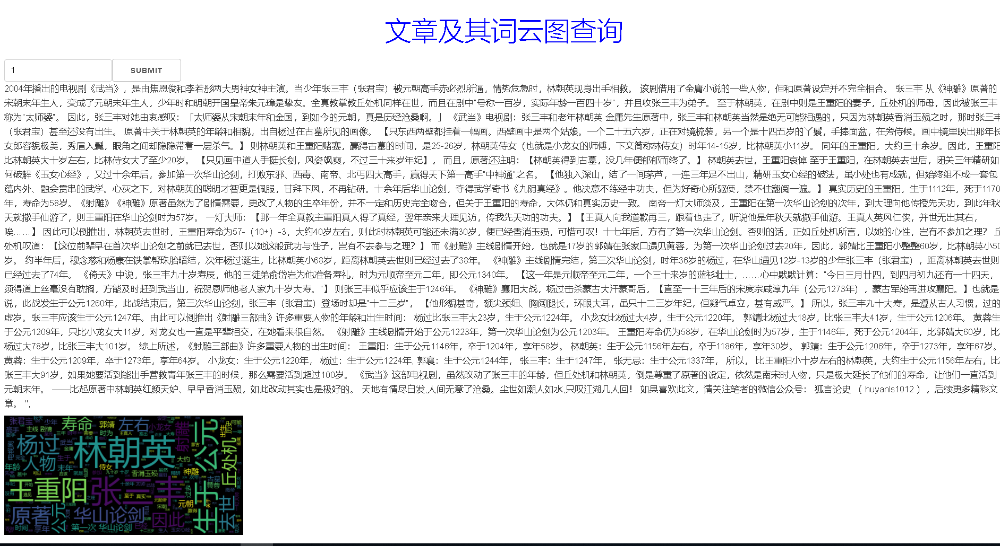 文章及其词云图查询
1
SUBMIT
2004年播出的电视剧《武当》，是由焦恩俊和李若彤两大男神女神主演。当少年张三丰（张君宝）被元朝高手赤必烈所逼，情势危急时，林朝英现身出手相救。 该剧借用了金庸小说的一些人物，但和原著设定并不完全相合。 张三丰 从《神雕》原著的
宋朝末年生人，变成了元朝末年生人，少年时和明朝开国皇帝朱元璋是挚友。全真教掌教丘处机同样在世，而且在剧中“号称一百岁，实际年龄一百四十岁”，并且收张三丰为弟子。 至于林朝英，在剧中则是王重阳的妻子，丘处机的师母，因此被张三丰
称为“太师婆”。 因此，张三丰对她由衷感叹：「太师婆从宋朝末年和金国，到如今的元朝，真是历经沧桑啊。」 《武当》电视剧：张三丰和老年林朝英 金庸先生原著中，张三丰和林朝英当然是绝无可能相遇的，只因为林朝英香消玉殒之时，那时张三丰
（张君宝）甚至还没有出生。 原著中关于林朝英的年龄和相貌，出自杨过在古墓所见的画像。 【只东西两壁都挂着一幅画。西壁画中是两个姑娘。一个二十五六岁，正在对镜梳装，另一个是十四五岁的丫鬟，手捧面盆，在旁侍候。画中镜里映出那年长
女郎容貌极美，秀眉入鬓，眼角之间却隐隐带着一层杀气。】 则林朝英和王重阳赌赛，赢得古墓的时间，是25-26岁，林朝英侍女（也就是小龙女的师傅，下文简称林侍女）时年14-15岁，比林朝英小11岁。 同年的王重阳，大约三十余岁。因此，王重阳
比林朝英大十岁左右，比林侍女大了至少20岁。 【只见画中道人手挺长剑，风姿飒爽，不过三十来岁年纪】，而且，原著还注明：【林朝英得到古墓，没几年便郁郁而终了。】 林朝英去世，王重阳哀悼 至于王重阳，在林朝英去世后，闭关三年精研如
何破解《玉女心经》，又过十余年后，参加第一次华山论剑，打败东邪、西毒、南帝、北丐四大高手，赢得天下第一高手“中神通”之名。 【他独入深山，结了一间茅芦，一连三年足不出山，精研玉女心经的破法，虽小处也有成就，但始终组不成一套包
蕴内外、融会贯串的武学。心灰之下，对林朝英的聪明才智更是佩服，甘拜下风，不再钻研。十余年后华山论剑，夺得武学奇书《九阴真经》。他决意不练经中功夫，但为好奇心所驱使，禁不住翻阅一遍。】 真实历史的王重阳，生于1112年，死于1170
年，寿命为58岁。《射雕》《神雕》原著虽然为了剧情需要，更改了人物的生卒年份，并不一定和历史完全吻合，但关于王重阳的寿命，大体仍和真实历史一致。 南帝一灯大师谈及，王重阳在第一次华山论剑的次年，到大理向他传授先天功，到此年秋
天就撒手仙游了，则王重阳在华山论剑时为57岁。 一灯大师：【那一年全真教主重阳真人得了真经，翌年亲来大理见访，传我先天功的功夫。】【王真人向我道歉再三，跟着也走了，听说他是年秋天就撒手仙游。王真人英风仁侠，并世无出其右，
唉……】 因此可以倒推出，林朝英去世时，王重阳寿命为57-（10+）-3，大约40岁左右，则此时林朝英可能还未满30岁，便已经香消玉殒，可惜可叹！十七年后，方有了第一次华山论剑。否则的话，正如丘处机所言，以她的心性，岂有不参加之理？ 丘
处机叹道：【这位前辈早在首次华山论剑之前就已去世，否则以她这般武功与性子，岂有不去参与之理？】 而《射雕》主线剧情开始，也就是17岁的郭靖在张家口遇见黄蓉，为第一次华山论剑过去20年，因此，郭靖比王重阳小整整60岁，比林朝英小50
岁。 约半年后，穆念慈和杨康在铁掌帮珠胎暗结，次年杨过诞生，比林朝英小68岁，距离林朝英去世则已经过去了38年。 《神雕》主线剧情完结，第三次华山论剑，时年36岁的杨过，在华山遇见12岁-13岁的少年张三丰（张君宝），距离林朝英去世则
已经过去了74年。 《倚天》中说，张三丰九十岁寿辰，他的三徒弟俞岱岩为他准备寿礼，时为元顺帝至元二年，即公元1340年。 【这一年是元顺帝至元二年，一个三十来岁的蓝衫壮士，……心中默默计算：“今日三月廿四，到四月初九还有一十四天，
须得道上丝毫没有耽搁，方能及时赶到武当山，祝贺恩师他老人家九十岁大寿。”】 则张三丰似乎应该生于1246年。 《神雕》襄阳大战，杨过击杀蒙古大汗蒙哥后，【直至一十三年后的宋度宗咸淳九年（公元1273年），蒙古军始再进攻襄阳。】也就是
说，此战发生于公元1260年，此战结束后，第三次华山论剑，张三丰（张君宝）登场时却是“十二三岁”， 【他形貌甚奇，额尖颈细、胸阔腿长，环眼大耳，虽只十二三岁年纪，但凝气卓立，甚有威严。】 所以，张三丰九十大寿，是遵从古人习惯，过的
虚岁。张三丰应该生于公元1247年。由此可以倒推出《射雕三部曲》许多重要人物的年龄和出生时间： 杨过比张三丰大23岁，生于公元1224年。 小龙女比杨过大4岁，生于公元1220年。 郭靖比杨过大18岁，比张三丰大41岁，生于公元1206年。 黄蓉生
于公元1209年，只比小龙女大11岁，对龙女也一直是平辈相交，在她看来很自然。 《射雕》主线剧情开始于公元1223年，第一次华山论剑为公元1203年。 王重阳寿命仍为58岁，在华山论剑时为57岁，生于1146年，死于公元1204年，比郭靖大60岁，比
杨过大78岁，比张三丰大101岁。 综上所述，《射雕三部曲》许多重要人物的出生时间： 王重阳：生于公元1146年，卒于1204年，享年58岁。 林朝英：生于公元1156年左右，卒于1186年，享年30岁。 郭靖：生于公元1206年，卒于1273年，享年67岁。
黄蓉：生于公元1209年，卒于1273年，享年64岁。 小龙女：生于公元1220年， 杨过：生于公元1224年, 郭襄：生于公元1244年， 张三丰：生于1247年， 张无忌：生于公元1337年， 所以， 比王重阳小十岁左右的林朝英，大约生于公元1156年左右，比
张三丰大91岁，如果她要活到能出手营救青年张三丰的时候，那么需要活到超过100岁。 《武当》这部电视剧，虽然改动了张三丰的年龄，但丘处机和林朝英，倒是尊重了原著的设定，依然是南宋时人物，只是极大延长了他们的寿命，让他们一直活到
元朝末年。 ——比起原著中林朝英红颜天妒、早早香消玉殒，如此改动其实也是极好的。 天地有情尽白发,人间无意了沧桑。尘世如潮人如水,只叹江湖几人回！ 如果喜欢此文，请关注笔者的微信公众号： 狐言论史 （ huyanls1012 ），后续更多精彩文
章。 ",
张君宝 少年 寿命 郭靖 左右 小龙女 射雕 公元 出生 历史 可能
高手 主线 剧情 时为 杨过 武当 林朝英 丘处机
电视剧 金庸 人物 生于 大约
年龄 末年 侍女 香消玉殒 神雕 古墓 黄蓉
王重阳 张三丰 生于 去世 过去
至于 真实 元朝
原著 公元 华山论剑 因此
时间 享年 第一次 华山论剑 已经 玉女心经